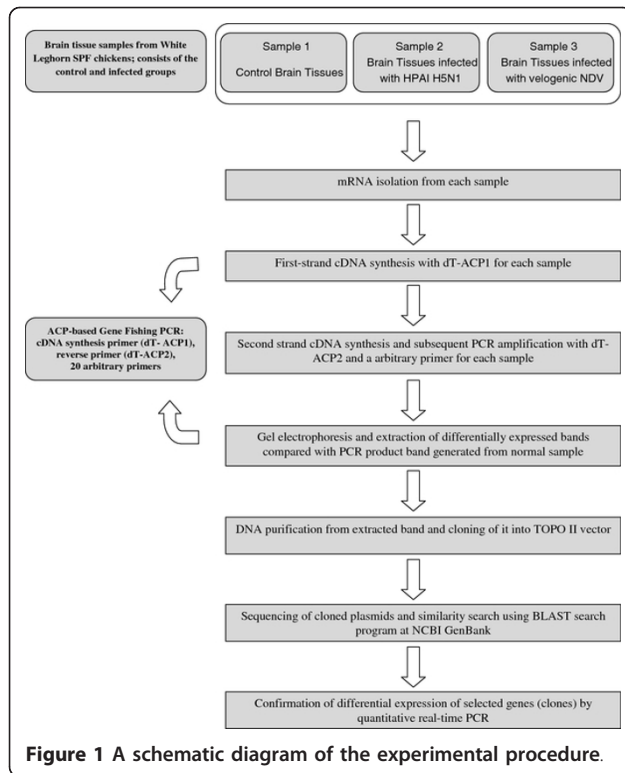 Brain tissue samples from White
Leghorn SPF chickens; consists of the
control and infected groups
Sample 1
Control Brain Tissues
Sample 2
Brain Tissues infected
with HPAI H5N1
Sample 3
Brain Tissues infected
with velogenic NDV
mRNA isolation from each sample
First-strand cDNA synthesis with dT-ACP1 for each sample
ACP-based Gene Fishing PCR:
cDNA synthesis primer (dT- ACP1),
reverse primer (dT-ACP2),
20 arbitrary primers
Second strand cDNA synthesis and subsequent PCR amplification with dT-
ACP2 and a arbitrary primer for each sample
Gel electrophoresis and extraction of differentially expressed bands
compared with PCR product band generated from normal sample
DNA purification from extracted band and cloning of it into TOPO II vector
Sequencing of cloned plasmids and similarity search using BLAST search
program at NCBI GenBank
Confirmation of differential expression of selected genes (clones) by
quantitative real-time PCR
Figure 1 A schematic diagram of the experimental procedure.